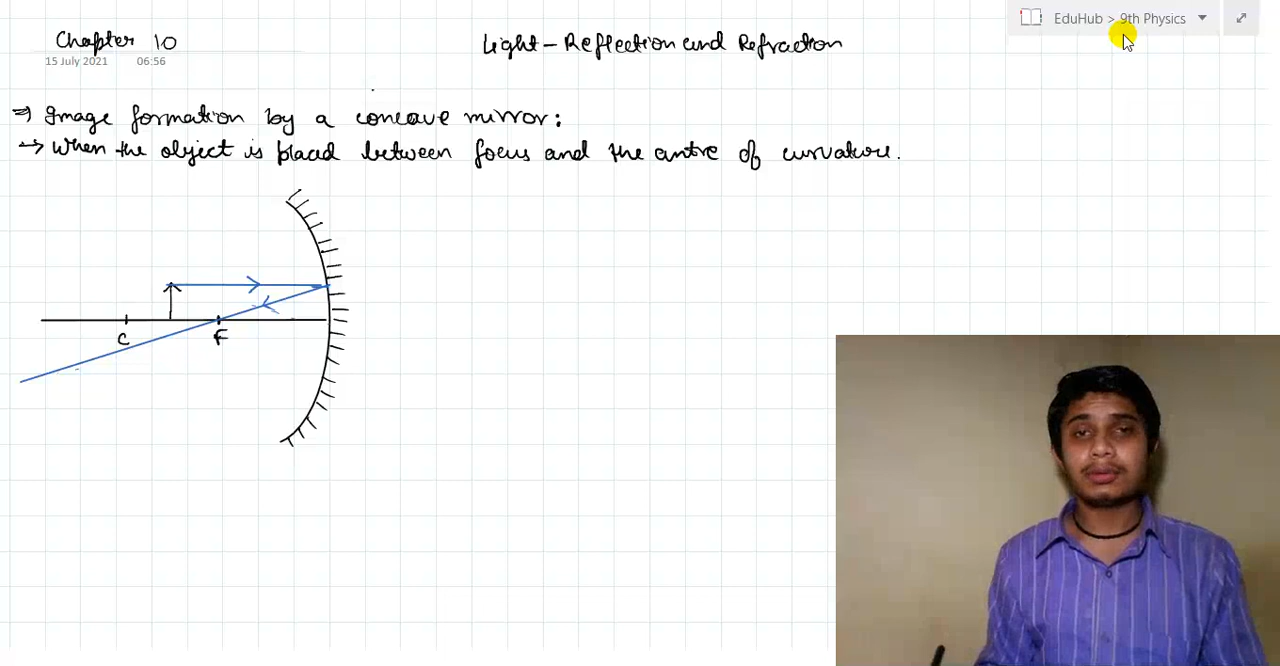 EduHub > 9th Physics
Chapter 10
Light - Reflection and Refraction
15 July 2021 06:56
⇒ Image formation by a concave mirror:
→ When the object is placed between focus and the centre of curvature.
C F